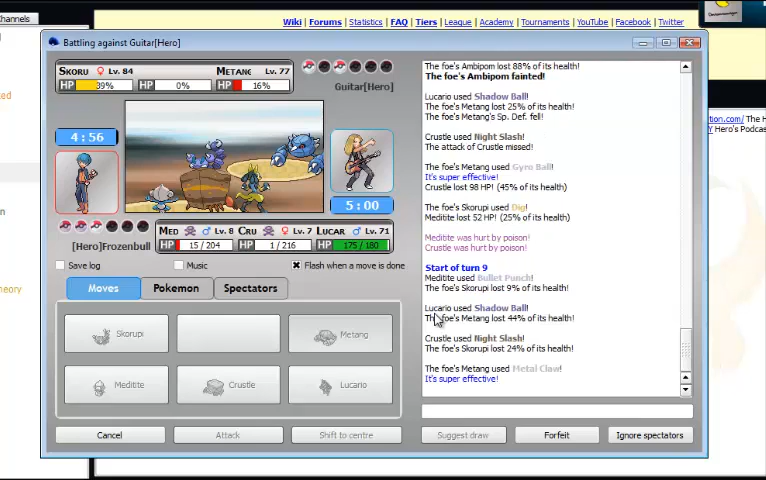 Channels
Wiki | Forums | Statistics | FAQ | Tiers | League | Academy | Tournaments | YouTube | Facebook | Twitter
Battling against Guitar[Hero]
SKORU ♀ Lv. 84
HP 39%
HP 0%
METANG Lv. 77
HP 16%
Guitar[Hero]
4:56
5:00
[Hero]Frozenbull
MED ♂ Lv. 8
HP 15 / 204
CRU ♀ Lv. 7
HP 1 / 216
LUCAR ♂ Lv. 71
HP 175 / 180
Save log
Music
Flash when a move is done
Moves
Pokemon
Spectators
Skorupi
Metang
Meditite
Crustle
Lucario
Cancel
Attack
Shift to centre
The foe's Ambipom lost 88% of its health!
The foe's Ambipom fainted!
Lucario used Shadow Ball!
The foe's Metang lost 25% of its health!
The foe's Metang's Sp. Def. fell!
Crustle used Night Slash!
The attack of Crustle missed!
The foe's Metang used Gyro Ball!
It's super effective!
Crustle lost 98 HP! (45% of its health)
The foe's Skorupi used Dig!
Meditite lost 52 HP! (25% of its health)
Meditite was hurt by poison!
Crustle was hurt by poison!
Start of turn 9
Meditite used Bullet Punch!
The foe's Skorupi lost 9% of its health!
Lucario used Shadow Ball!
The foe's Metang lost 44% of its health!
Crustle used Night Slash!
The foe's Skorupi lost 24% of its health!
The foe's Metang used Metal Claw!
It's super effective!
Suggest draw
Forfeit
Ignore spectators
tion.com/ The H
Y Hero's Podcas
ed
n
heory